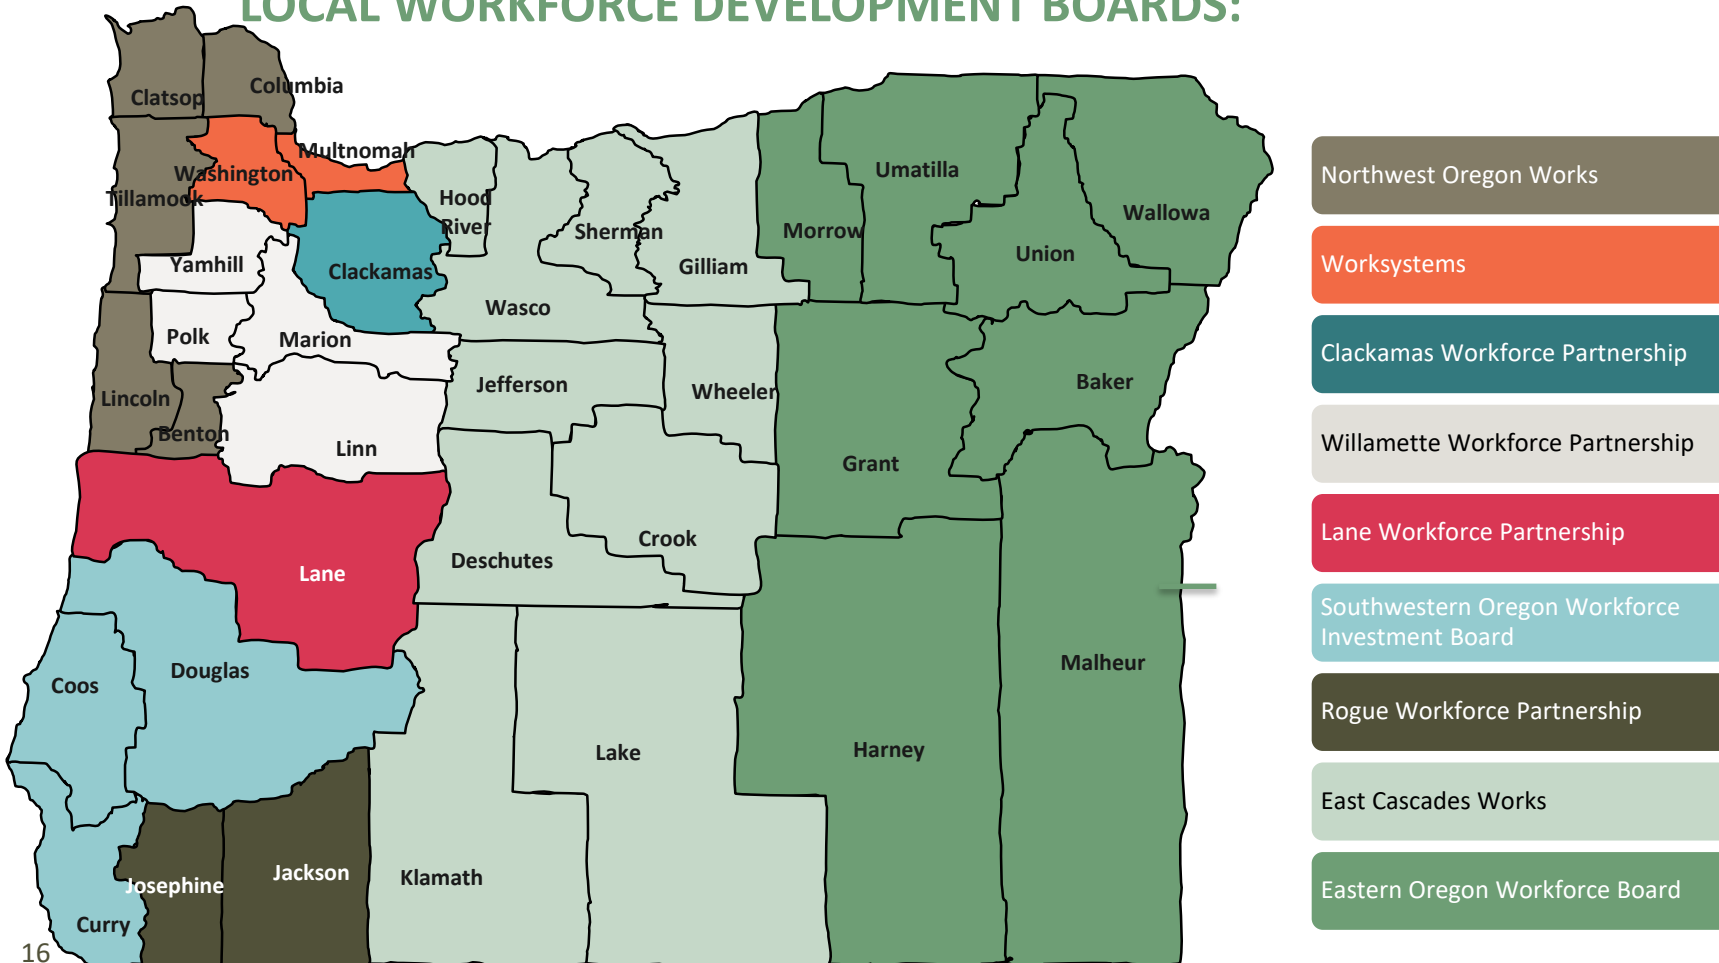 LOCAL WORKFORCE DEVELOPMENT BOARDS:
Clatsop
Columbia
Multnomah
Washington
Tillamook
Hood
River
Umatilla
Wallowa
Sherman
Morrow
Union
Yamhill
Clackamas
Gilliam
Wasco
Polk
Marion
Jefferson
Wheeler
Baker
Lincoln
Benton
Linn
Grant
Crook
Deschutes
Lane
Douglas
Coos
Malheur
Lake
Harney
Jackson
Klamath
Josephine
Curry
Northwest Oregon Works
Worksystems
Clackamas Workforce Partnership
Willamette Workforce Partnership
Lane Workforce Partnership
Southwestern Oregon Workforce
Investment Board
Rogue Workforce Partnership
East Cascades Works
Eastern Oregon Workforce Board
16